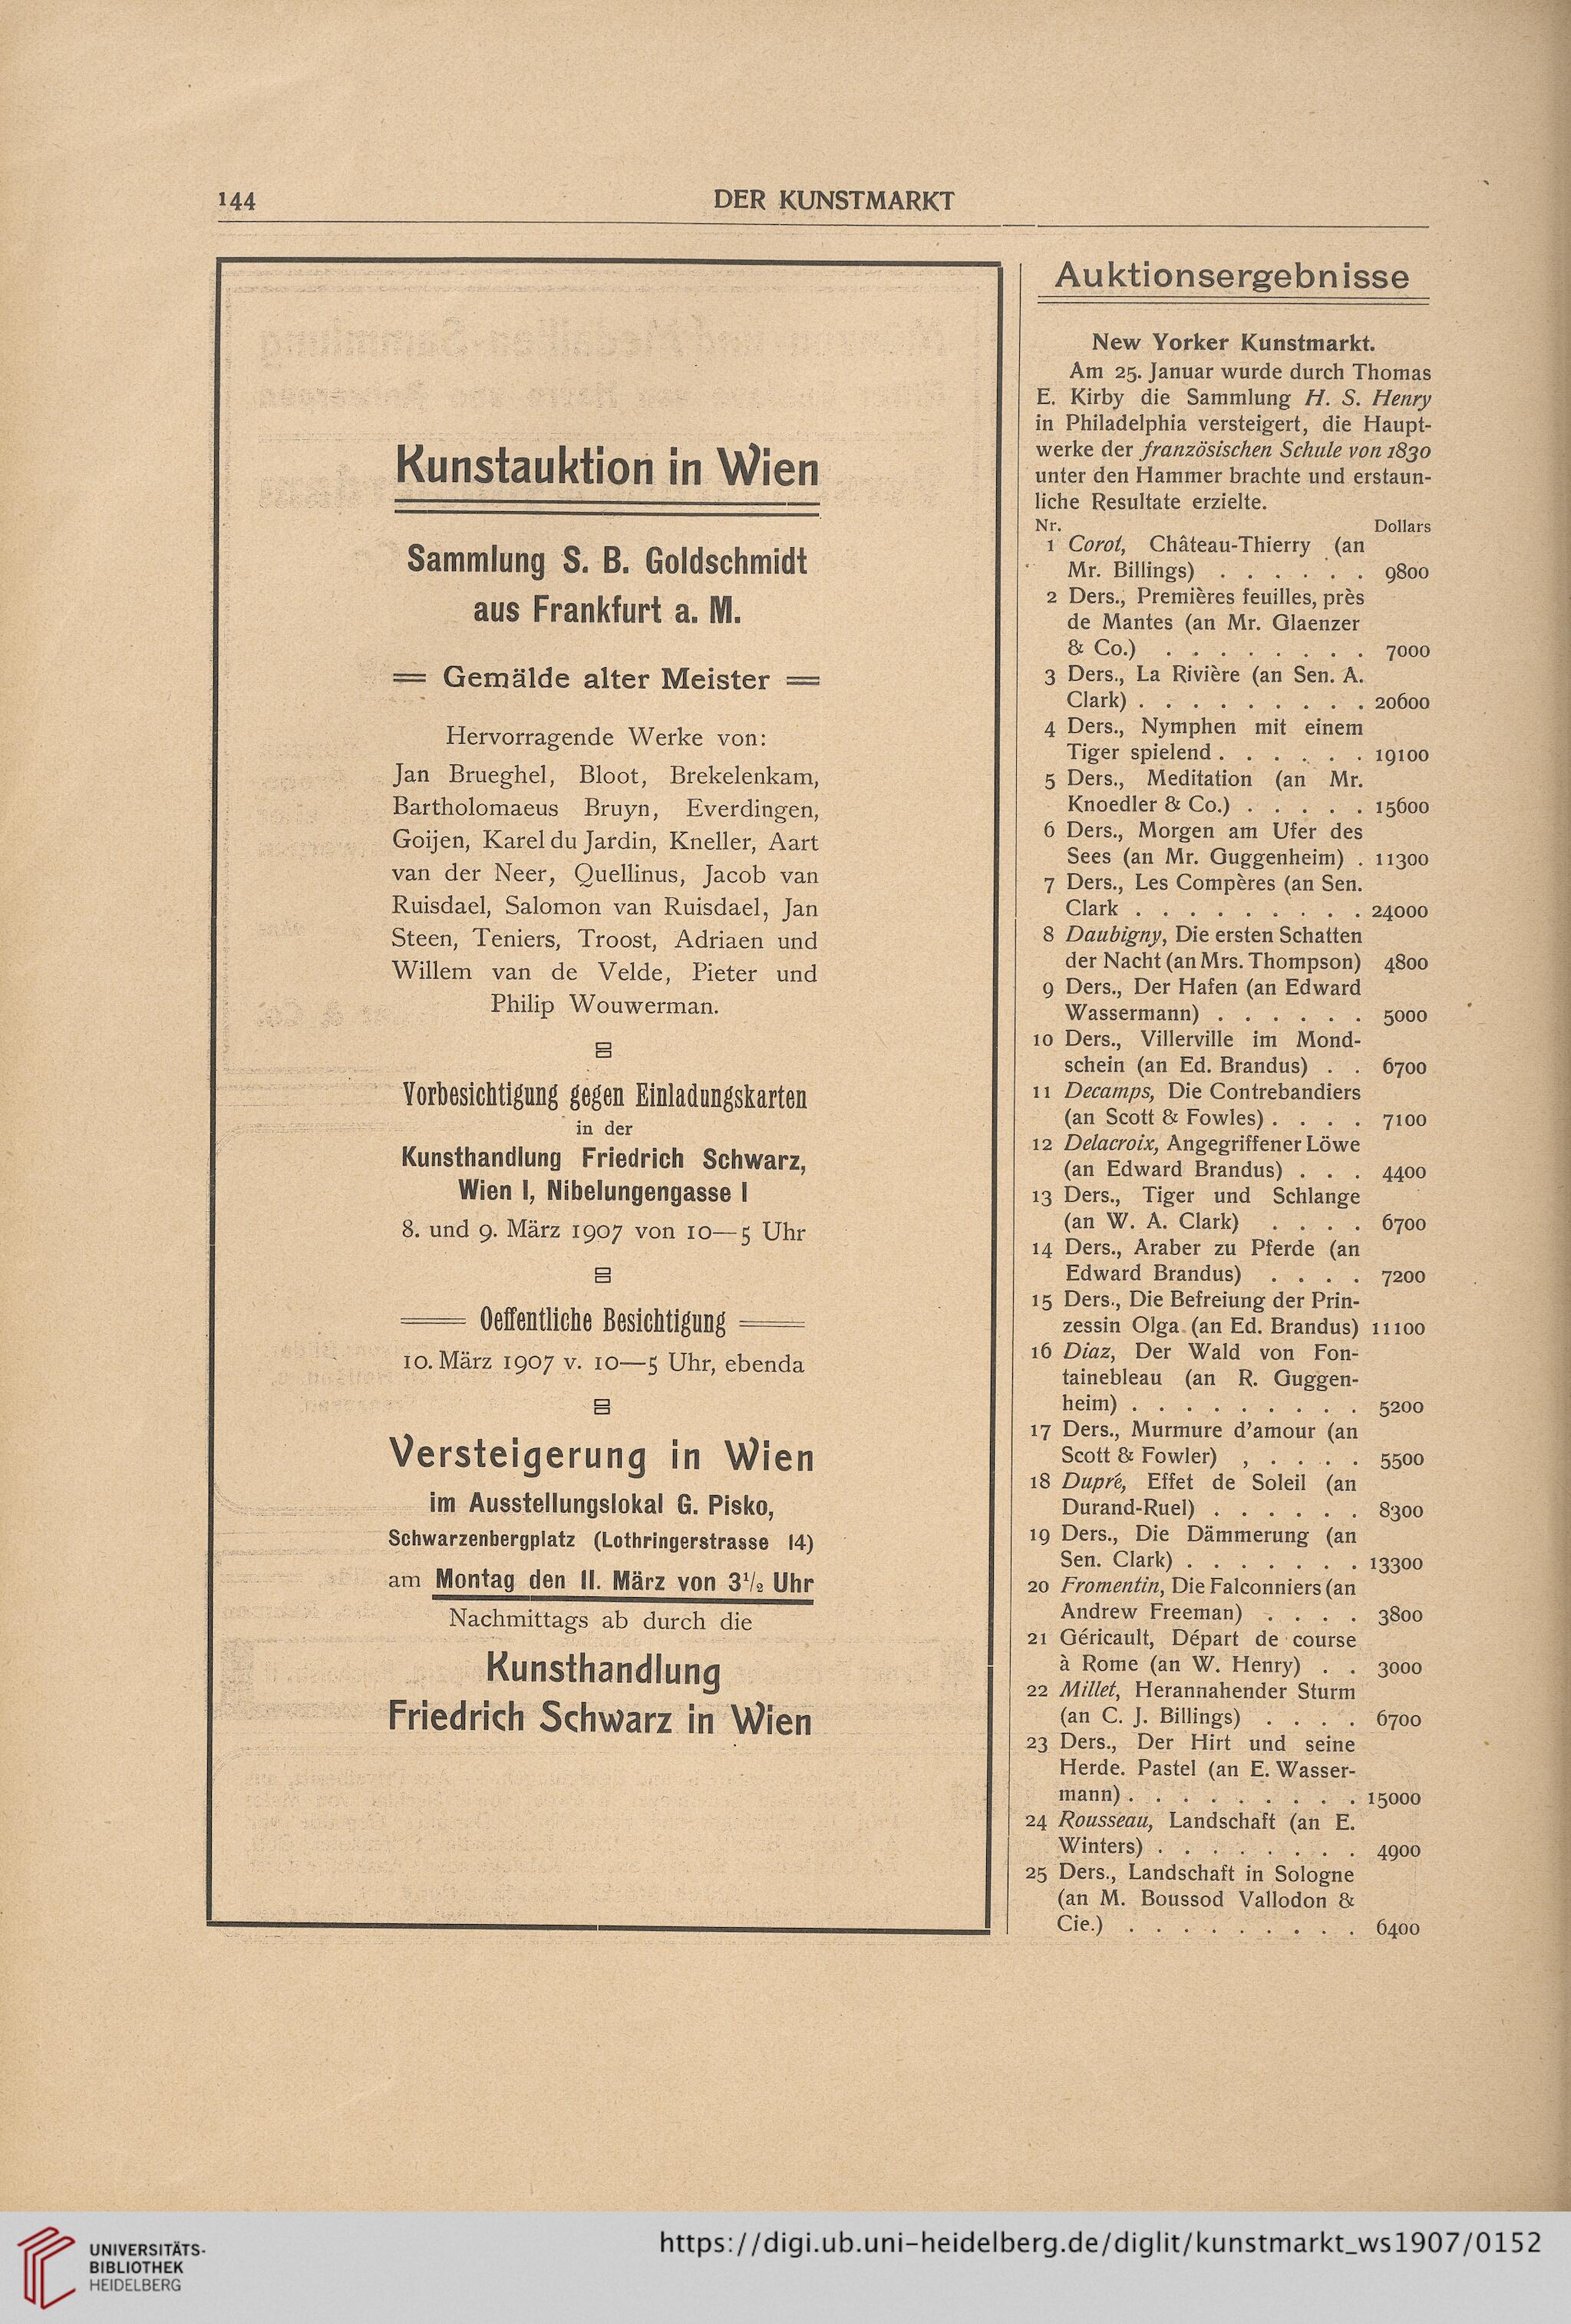 144
DER KUNSTMARKT
Kunstauktion in Wien
Sammlung S. B. Goldschmidt
aus Frankfurt a. M.
Gemälde alter Meister
Hervorragende Werke von:
Jan Brueghel, Bloot, Brekelenkam,
Bartholomaeus Bruyn, Everdingen,
Goijen, Karel du Jardin, Kneller, Aart
van der Neer, Quellinus, Jacob van
Ruisdael, Salomon van Ruisdael, Jan
Steen, Teniers, Troost, Adriaen und
Willem van de Velde, Pieter und
Philip Wouwerman.
Vorbesichtigung gegen Einladungskarten
in der
Kunsthandlung Friedrich Schwarz,
Wien I, Nibelungengasse I
8. und 9. März 1907 von 10—5 Uhr
Oeffentliche Besichtigung
10. März 1907 v. 10—5 Uhr, ebenda
Versteigerung in Wien
im Ausstellungslokal G. Pisko,
Schwarzenbergplatz (Lothringerstrasse 14)
am Montag den 11. März von 3½ Uhr
Nachmittags ab durch die
Kunsthandlung
Friedrich Schwarz in Wien
Auktionsergebnisse
New Yorker Kunstmarkt.
Am 25. Januar wurde durch Thomas
E. Kirby die Sammlung H. S. Henry
in Philadelphia versteigert, die Haupt-
werke der französischen Schule von 1830
unter den Hammer brachte und erstaun-
liche Resultate erzielte.
Nr. Dollars
1 Corot, Château-Thierry (an
Mr. Billings) . . . . . . 9800
2 Ders., Premières feuilles, près
de Mantes (an Mr. Glaenzer
& Co.) . . . . . . . . 7000
3 Ders., La Rivière (an Sen. A.
Clark) . . . . . . . . . 20600
4 Ders., Nymphen mit einem
Tiger spielend . . . . . . 19100
5 Ders., Meditation (an Mr.
Knoedler & Co.) . . . . . 15600
6 Ders., Morgen am Ufer des
Sees (an Mr. Guggenheim) . 11300
7 Ders., Les Compères (an Sen.
Clark . . . . . . . . . 24000
8 Daubigny, Die ersten Schatten
der Nacht (an Mrs. Thompson) 4800
9 Ders., Der Hafen (an Edward
Wassermann) . . . . . . 5000
10 Ders., Villerville im Mond-
schein (an Ed. Brandus) . . 6700
11 Decamps, Die Contrebandiers
(an Scott & Fowles) . . . . 7100
12 Delacroix, Angegriffener Löwe
(an Edward Brandus) . . . 4400
13 Ders., Tiger und Schlange
(an W. A. Clark) . . . . 6700
14 Ders., Araber zu Pferde (an
Edward Brandus) . . . . 7200
15 Ders., Die Befreiung der Prin-
zessin Olga (an Ed. Brandus) 11100
16 Diaz, Der Wald von Fon-
tainebleau (an R. Guggen-
heim) . . . . . . . . . 5200
17 Ders., Murmure d'amour (an
Scott & Fowler) , . . . . 5500
18 Dupré, Effet de Soleil (an
Durand-Ruel) . . . . . . 8300
19 Ders., Die Dämmerung (an
Sen. Clark) . . . . . . . 13300
20 Fromentin, Die Falconniers (an
Andrew Freeman) . . . . 3800
21 Géricault, Départ de course
à Rome (an W. Henry) . . 3000
22 Millet, Herannahender Sturm
(an C. J. Billings) . . . . 6700
23 Ders., Der Hirt und seine
Herde. Pastel (an E. Wasser-
mann) . . . . . . . . . 15000
24 Rousseau, Landschaft (an E.
Winters) . . . . . . . . 4900
25 Ders., Landschaft in Sologne
(an M. Boussod Vallodon &
Cie.) . . . . . . . . . 6400
UNIVERSITÄTS-
BIBLIOTHEK
HEIDELBERG
https://digi.ub.uni-heidelberg.de/diglit/kunstmarkt_ws1907/0152